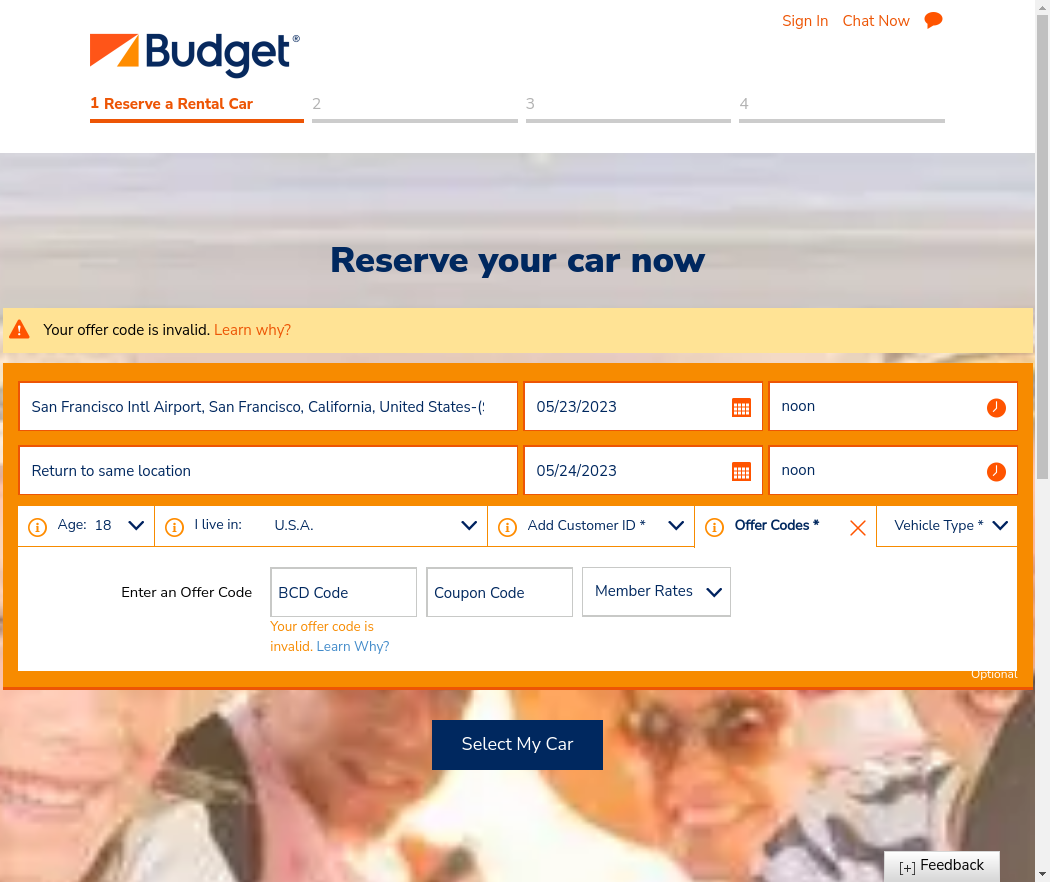 Sign In Chat Now
Budget®
1 Reserve a Rental Car 2 3 4
Reserve your car now
Your offer code is invalid. Learn why?
San Francisco Intl Airport, San Francisco, California, United States-( 05/23/2023 noon
Return to same location 05/24/2023 noon
Age: 18 I live in: U.S.A. Add Customer ID * Offer Codes * Vehicle Type *
Enter an Offer Code BCD Code Coupon Code Member Rates
Your offer code is
invalid. Learn Why?
Optional
Select My Car
[+] Feedback